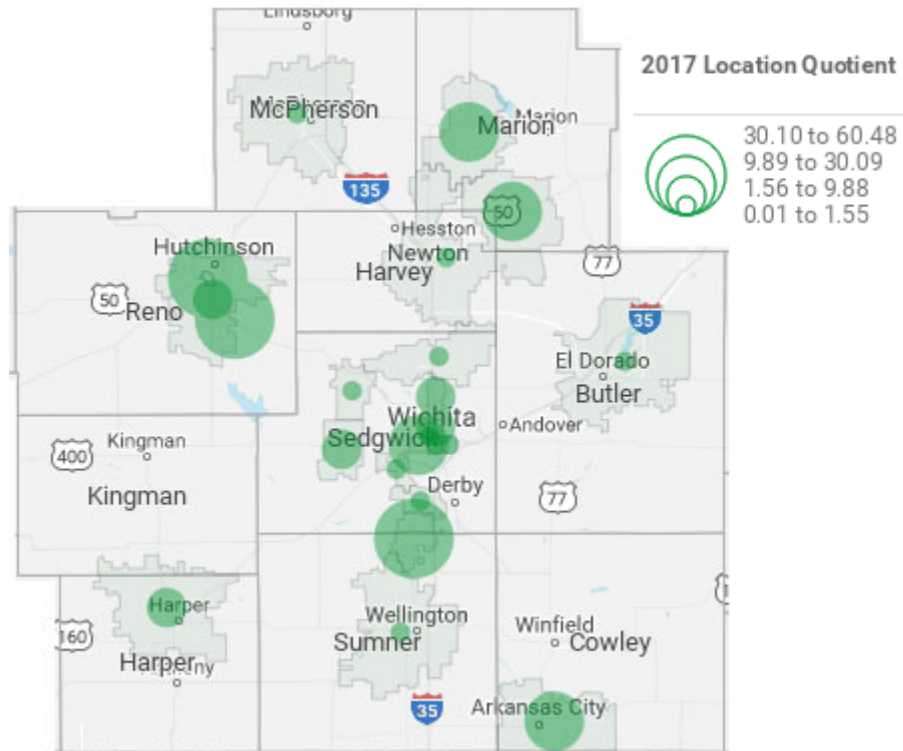 Lindsborg
2017 Location Quotient
McPherson
Marion
Marion
30.10 to 60.48
9.89 to 30.09
1.56 to 9.88
0.01 to 1.55
135
50
Hesston
Hutchinson
Newton
77
Harvey
50
Reno
35
El Dorado
Butler
Wichita
Andover
Kingman
Sedgwick
400
Derby
Kingman
77
Harper
Wellington
Winfield
160
Sumner
Cowley
Harper
35
Arkansas City